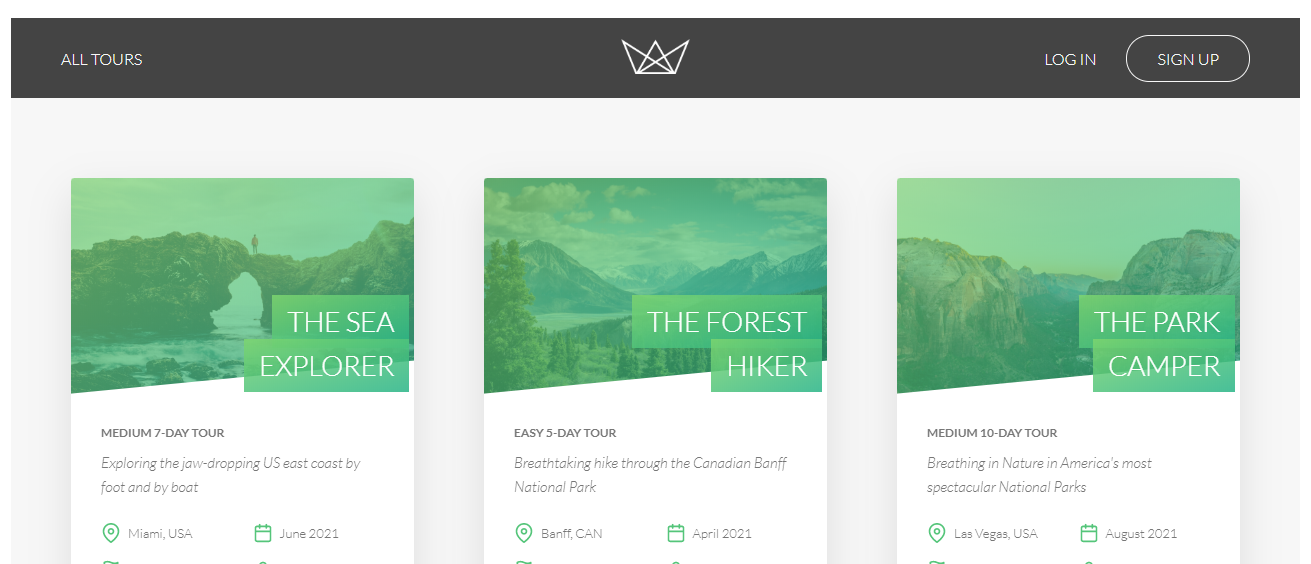 ALL TOURS
LOG IN
SIGN UP
THE SEA
EXPLORER
MEDIUM 7-DAY TOUR
Exploring the jaw-dropping US east coast by
foot and by boat
Miami, USA
June 2021
THE FOREST
HIKER
EASY 5-DAY TOUR
Breathtaking hike through the Canadian Banff
National Park
Banff, CAN
April 2021
THE PARK
CAMPER
MEDIUM 10-DAY TOUR
Breathing in Nature in America's most
spectacular National Parks
Las Vegas, USA
August 2021